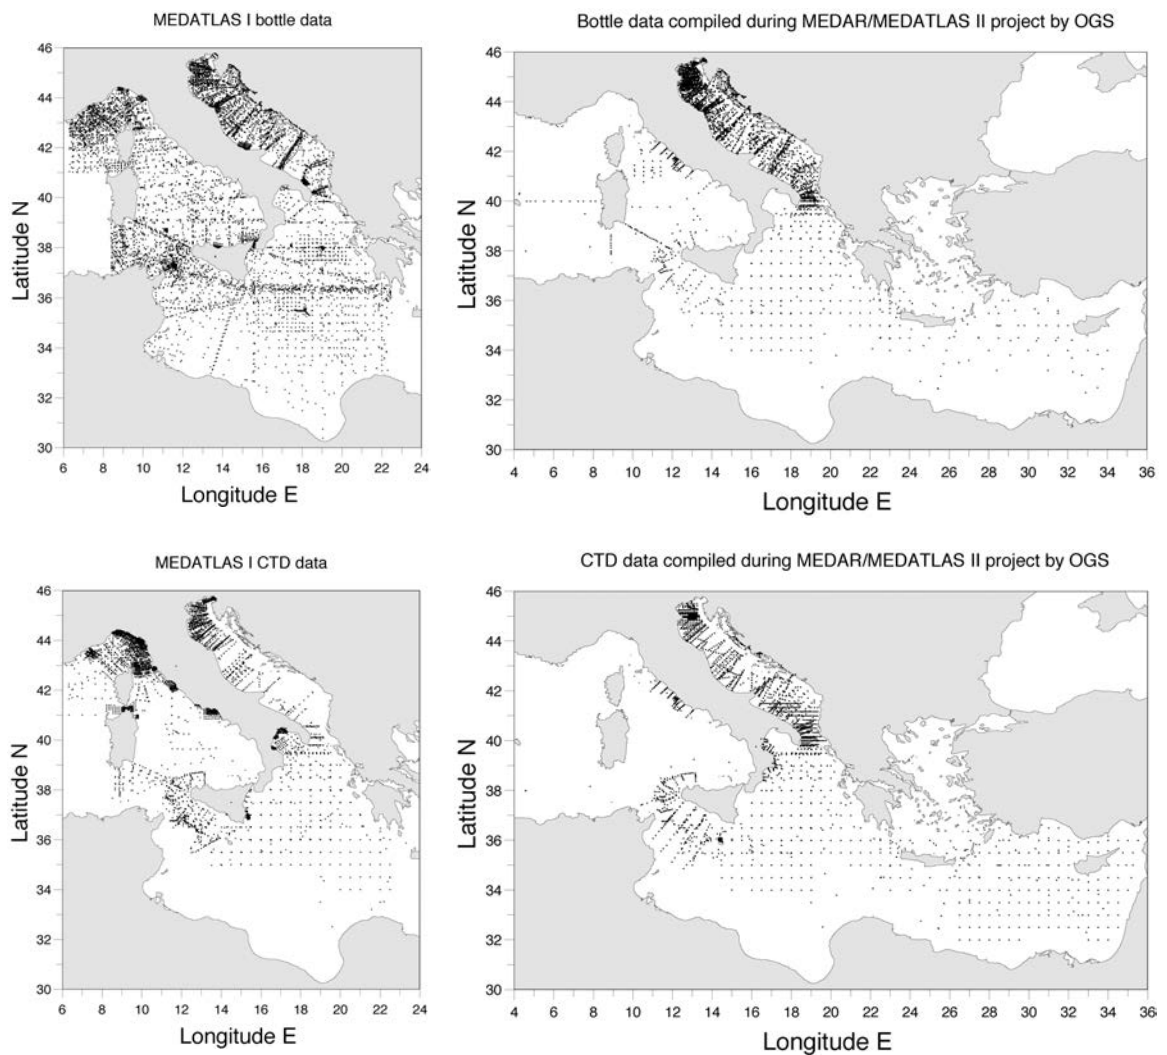 MEDATLAS I bottle data
46
44
42
40
38
36
34
32
30
6 8 10 12 14 16 18 20 22 24
Latitude N
Longitude E
Bottle data compiled during MEDAR/MEDATLAS II project by OGS
46
44
42
40
38
36
34
32
30
4 6 8 10 12 14 16 18 20 22 24 26 28 30 32 34 36
Latitude N
Longitude E
MEDATLAS I CTD data
46
44
42
40
38
36
34
32
30
6 8 10 12 14 16 18 20 22 24
Latitude N
Longitude E
CTD data compiled during MEDAR/MEDATLAS II project by OGS
46
44
42
40
38
36
34
32
30
4 6 8 10 12 14 16 18 20 22 24 26 28 30 32 34 36
Latitude N
Longitude E